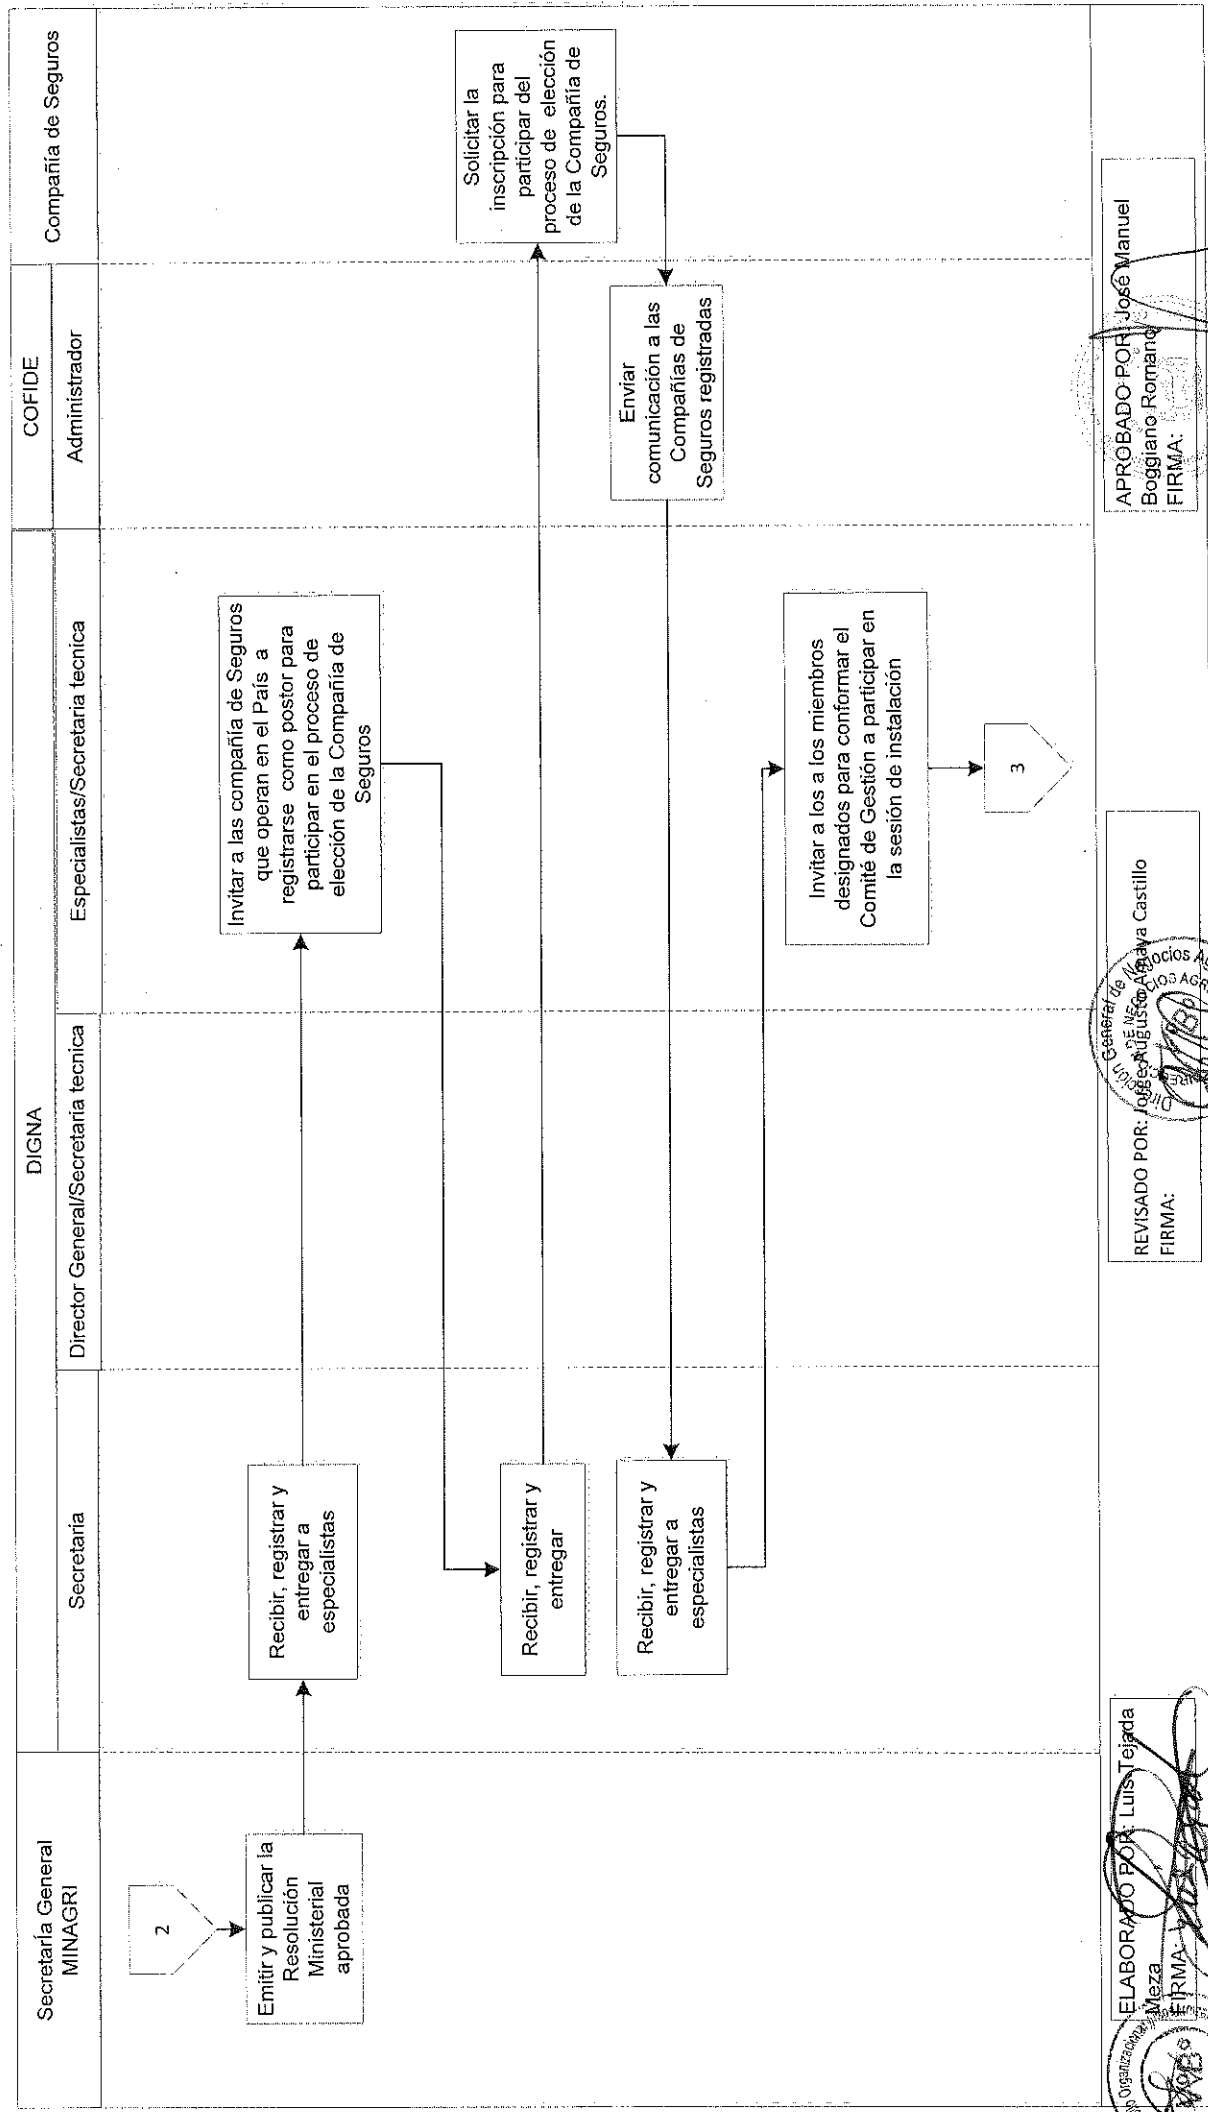 Secretaría General
MINAGRI
DIGNA
COFIDE
Compañía de Seguros
Secretaria
Director General/Secretaria tecnica
Especialistas/Secretaria tecnica
Administrador
2
Emitir y publicar la
Resolución
Ministerial
aprobada
Recibir, registrar y
entregar a
especialistas
Invitar a las compañía de Seguros
que operan en el País a
registrarse como postor para
participar en el proceso de
elección de la Compañía de
Seguros
Recibir, registrar y
entregar
Solicitar la
inscripción para
participar del
proceso de elección
de la Compañía de
Seguros.
Enviar
comunicación a las
Compañías de
Seguros registradas
Recibir, registrar y
entregar a
especialistas
Invitar a los a los miembros
designados para conformar el
Comité de Gestión a participar en
la sesión de instalación
3
ELABORADO POR: Luis Tejada
Meza
FIRMA:
Organizacional
REVISADO POR: Jorge Augusto Amaya Castillo
FIRMA:
Dirección General de Negocios
APROBADO POR: José Manuel
Boggiano Romano
FIRMA: